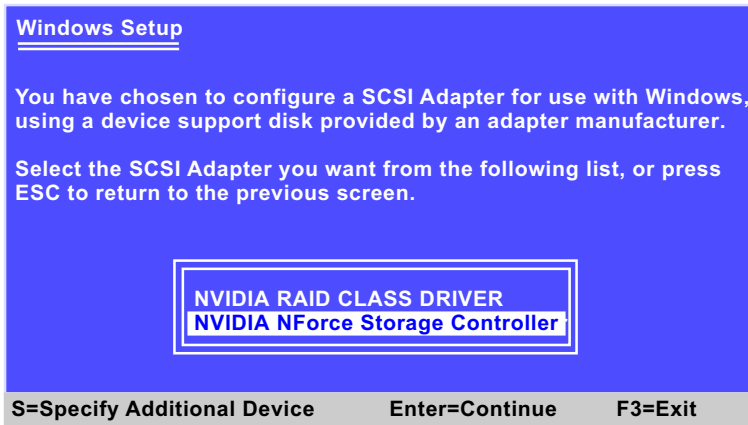 Windows Setup
You have chosen to configure a SCSI Adapter for use with Windows,
using a device support disk provided by an adapter manufacturer.
Select the SCSI Adapter you want from the following list, or press
ESC to return to the previous screen.
NVIDIA RAID CLASS DRIVER
NVIDIA NForce Storage Controller
S=Specify Additional Device Enter=Continue F3=Exit